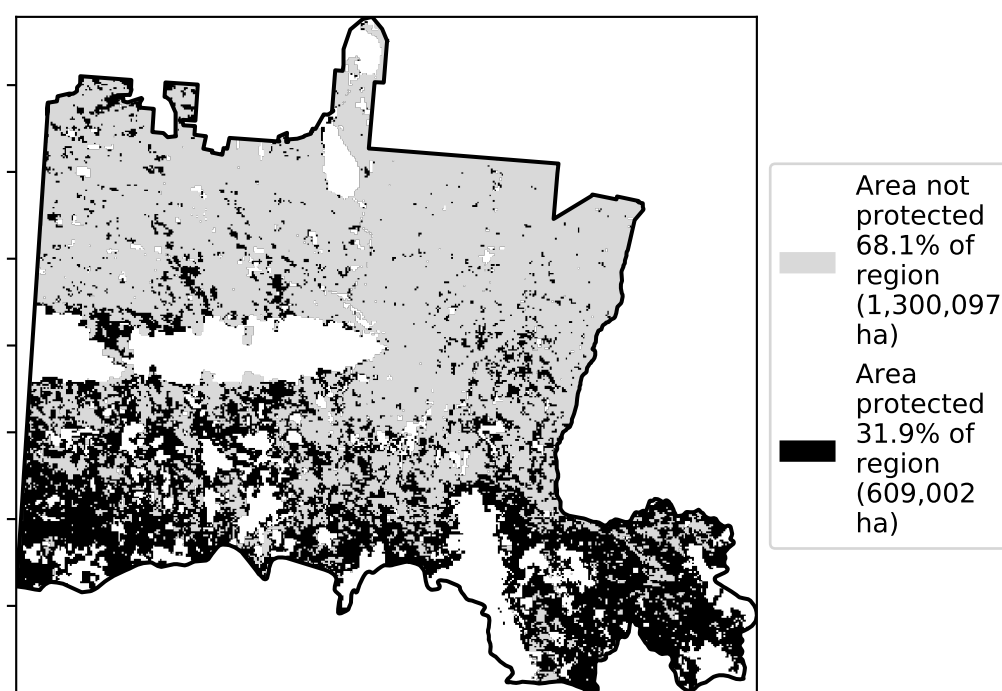 Area not
protected
68.1% of
region
(1,300,097
ha)
Area
protected
31.9% of
region
(609,002
ha)